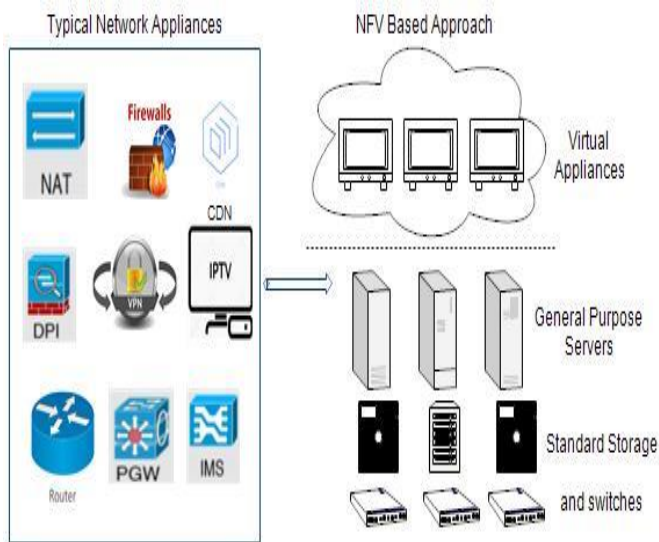 Typical Network Appliances
NFV Based Approach
NAT
Firewalls
CDN
DPI
VPN
IPTV
Router
PGW
IMS
Virtual
Appliances
General Purpose
Servers
Standard Storage
and switches